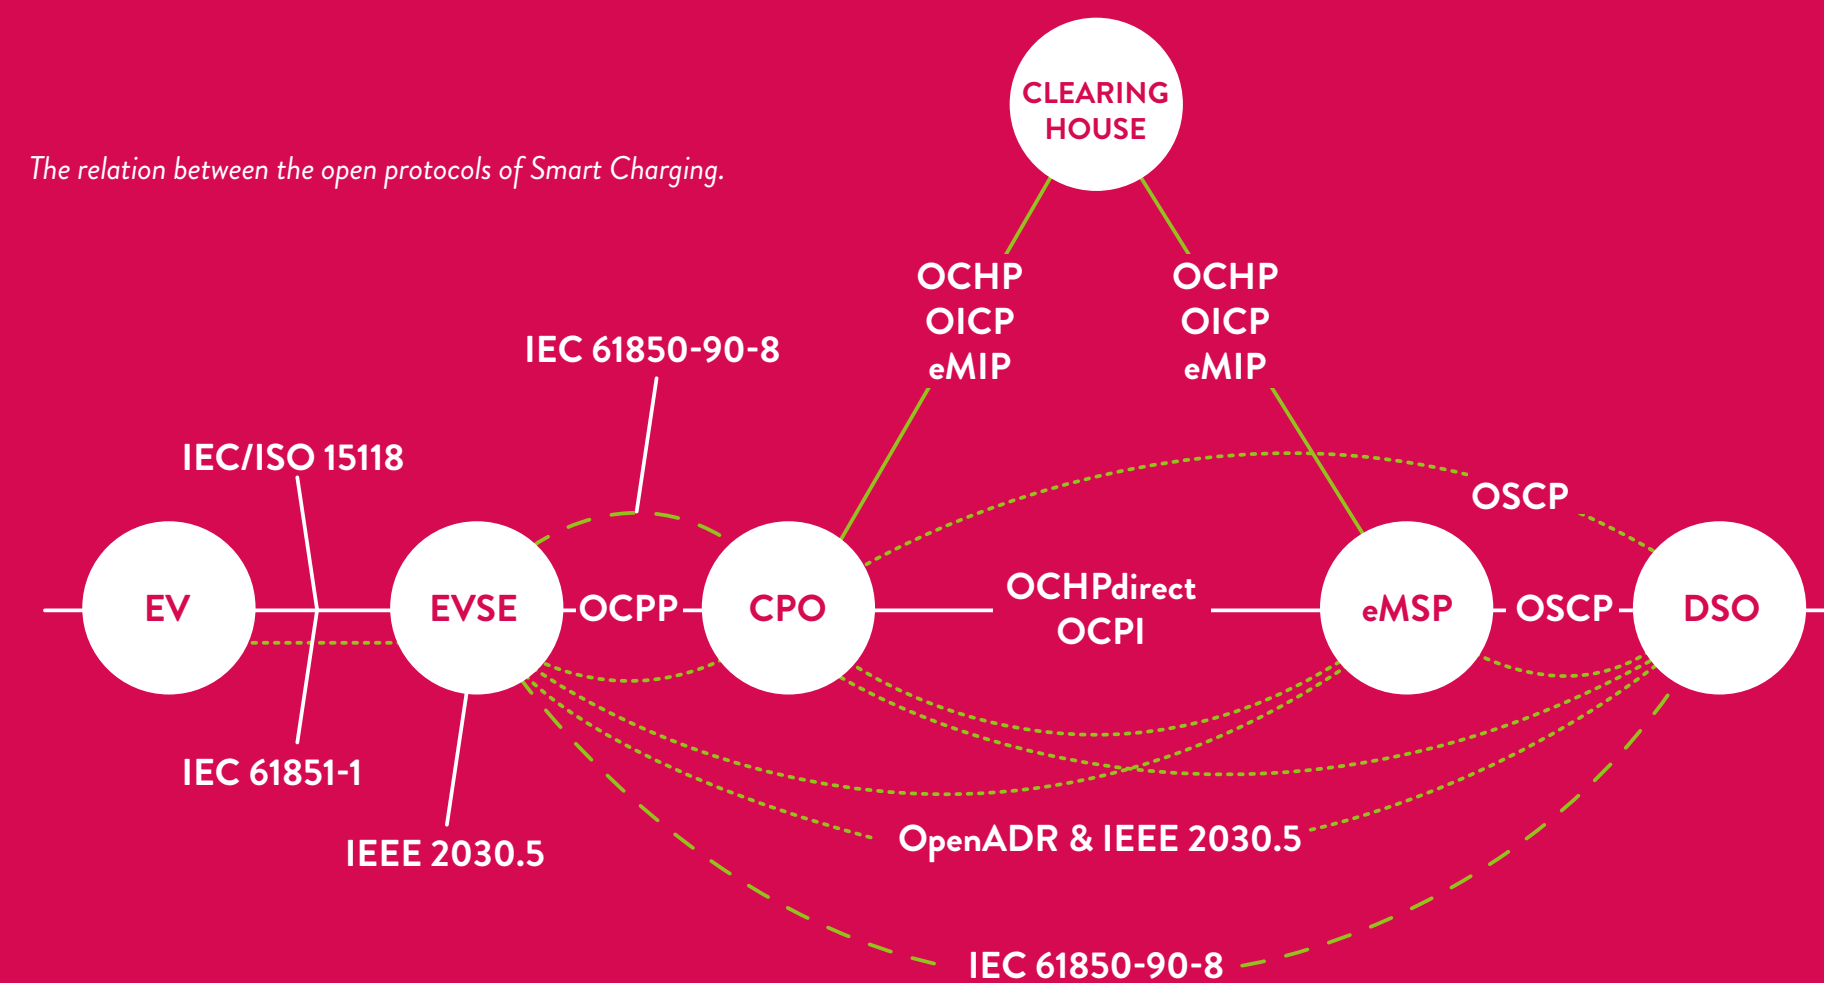 CLEARING
HOUSE
The relation between the open protocols of Smart Charging.
OCHP
OICP
eMIP
OCHP
OICP
eMIP
IEC 61850-90-8
IEC/ISO 15118
OSCP
EV
EVSE
OCPP
CPO
OCHPdirect
OCPI
eMSP
OSCP
DSO
IEC 61851-1
IEEE 2030.5
OpenADR & IEEE 2030.5
IEC 61850-90-8